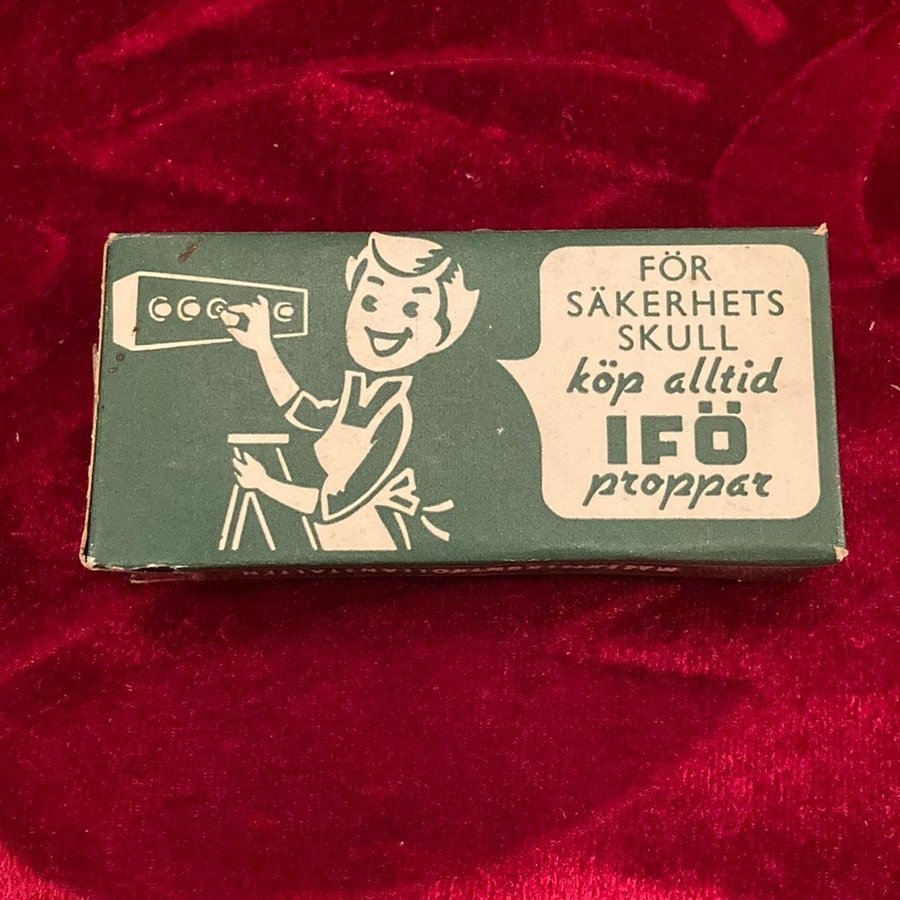 FÖR
SÄKERHETS
SKULL
köp alltid
IFÖ
proppar